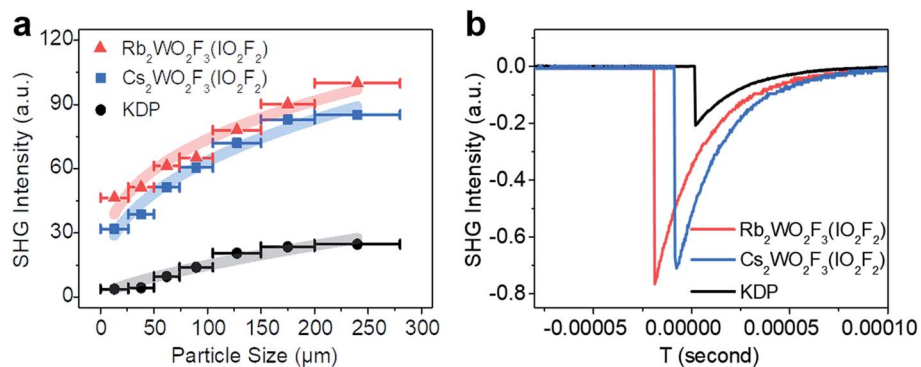 a
SHG Intensity (a.u.)
120
90
60
30
0
Rb₂WO₂F₃(IO₂F₂)
Cs₂WO₂F₃(IO₂F₂)
KDP
0 50 100 150 200 250 300
Particle Size (µm)
b
SHG Intensity (a.u.)
0.0
-0.2
-0.4
-0.6
-0.8
Rb₂WO₂F₃(IO₂F₂)
Cs₂WO₂F₃(IO₂F₂)
KDP
-0.00005 0.00000 0.00005 0.00010
T (second)